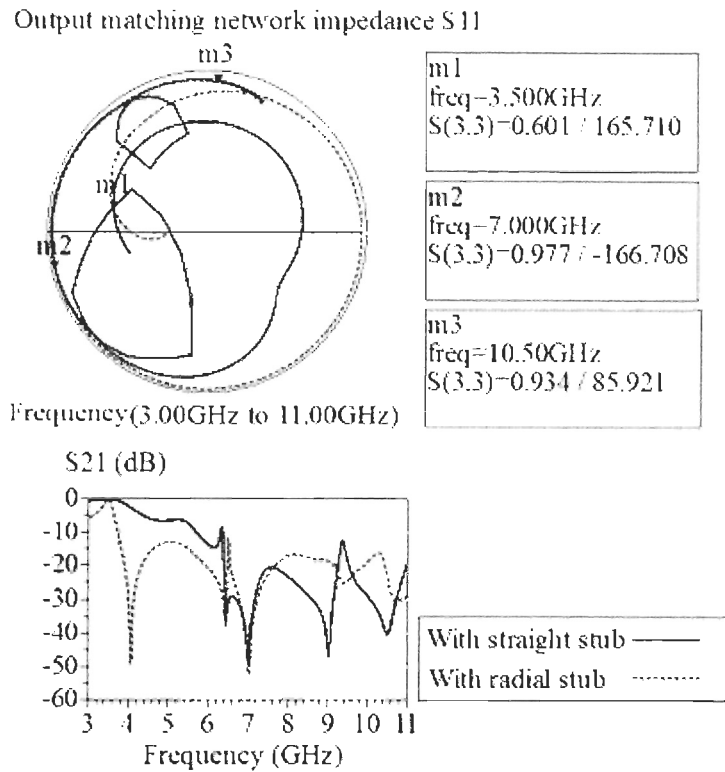 Output matching network impedance S11
m3
m1
m2
Frequency(3.00GHz to 11.00GHz)
m1
freq=3.500GHz
S(3.3)=0.601 / 165.710
m2
freq=7.000GHz
S(3.3)=0.977 / -166.708
m3
freq=10.50GHz
S(3.3)=0.934 / 85.921
S21 (dB)
0
-10
-20
-30
-40
-50
-60
3 4 5 6 7 8 9 10 11
Frequency (GHz)
With straight stub
With radial stub